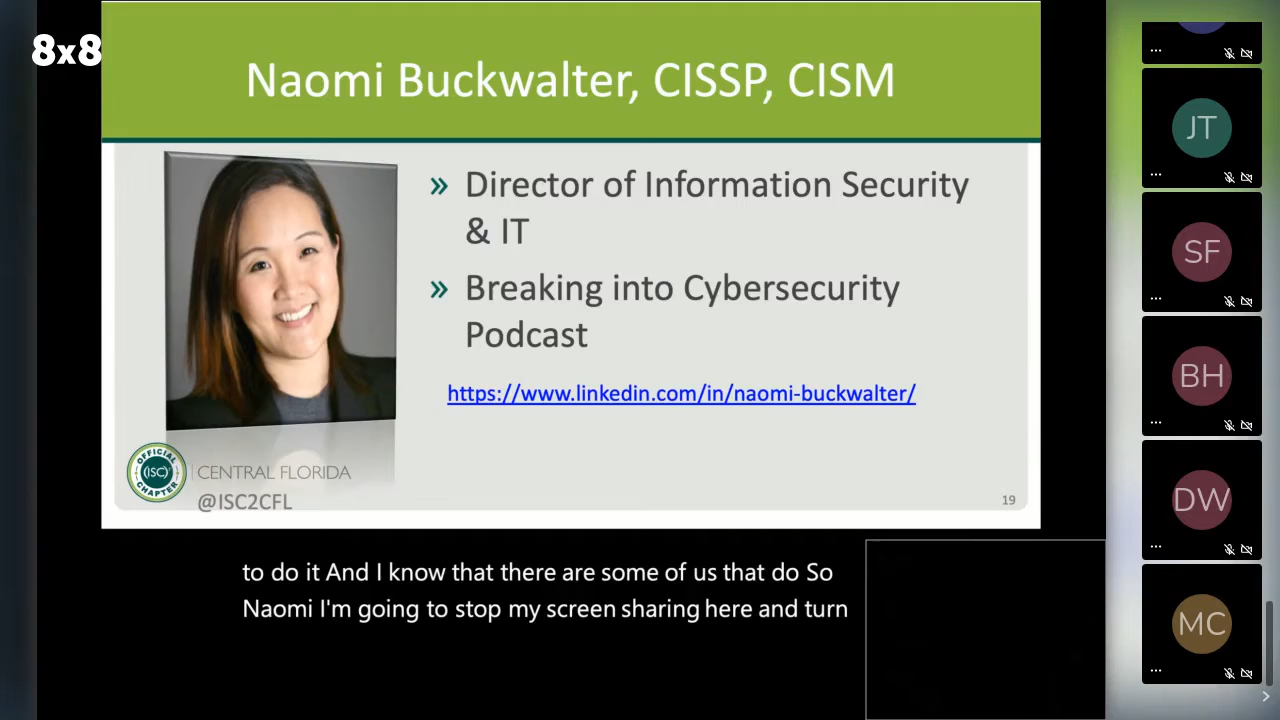 8x8
Naomi Buckwalter, CISSP, CISM
» Director of Information Security
& IT
» Breaking into Cybersecurity
Podcast
https://www.linkedin.com/in/naomi-buckwalter/
OFFICIAL
(ISC)²
CHAPTER
CENTRAL FLORIDA
@ISC2CFL
19
to do it And I know that there are some of us that do So
Naomi I'm going to stop my screen sharing here and turn
JT
SF
BH
DW
MC